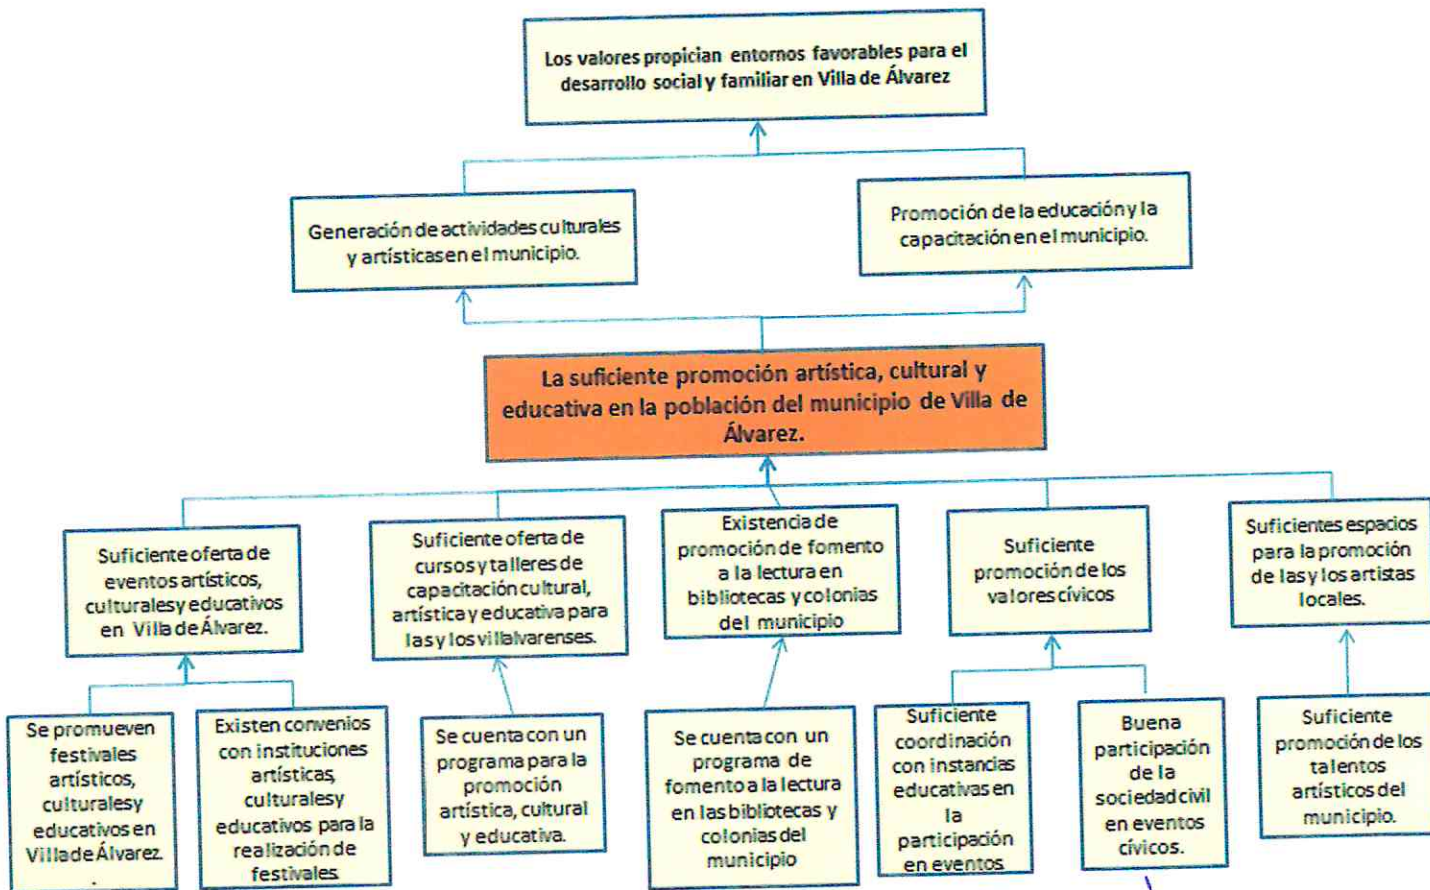 Los valores propician entornos favorables para el
desarrollo social y familiar en Villa de Álvarez
Generación de actividades culturales
y artísticas en el municipio.
Promoción de la educación y la
capacitación en el municipio.
La suficiente promoción artística, cultural y
educativa en la población del municipio de Villa de
Álvarez.
Suficiente oferta de
eventos artísticos,
culturales y educativos
en Villa de Álvarez.
Suficiente oferta de
cursos y talleres de
capacitación cultural,
artística y educativa para
las y los villalvarenses.
Existencia de
promoción de fomento
a la lectura en
bibliotecas y colonias
del municipio
Suficiente
promoción de los
valores cívicos
Suficientes espacios
para la promoción
de las y los artistas
locales.
Se promueven
festivales
artísticos,
culturales y
educativos en
Villa de Álvarez.
.
Existen convenios
con instituciones
artísticas,
culturales y
educativos para la
realización de
festivales.
Se cuenta con un
programa para la
promoción
artística, cultural
y educativa.
Se cuenta con un
programa de
fomento a la lectura
en las bibliotecas y
colonias del
municipio
Suficiente
coordinación
con instancias
educativas en
la
participación
en eventos
Buena
participación
de la
sociedad civil
en eventos
cívicos.
Suficiente
promoción de los
talentos
artísticos del
municipio.